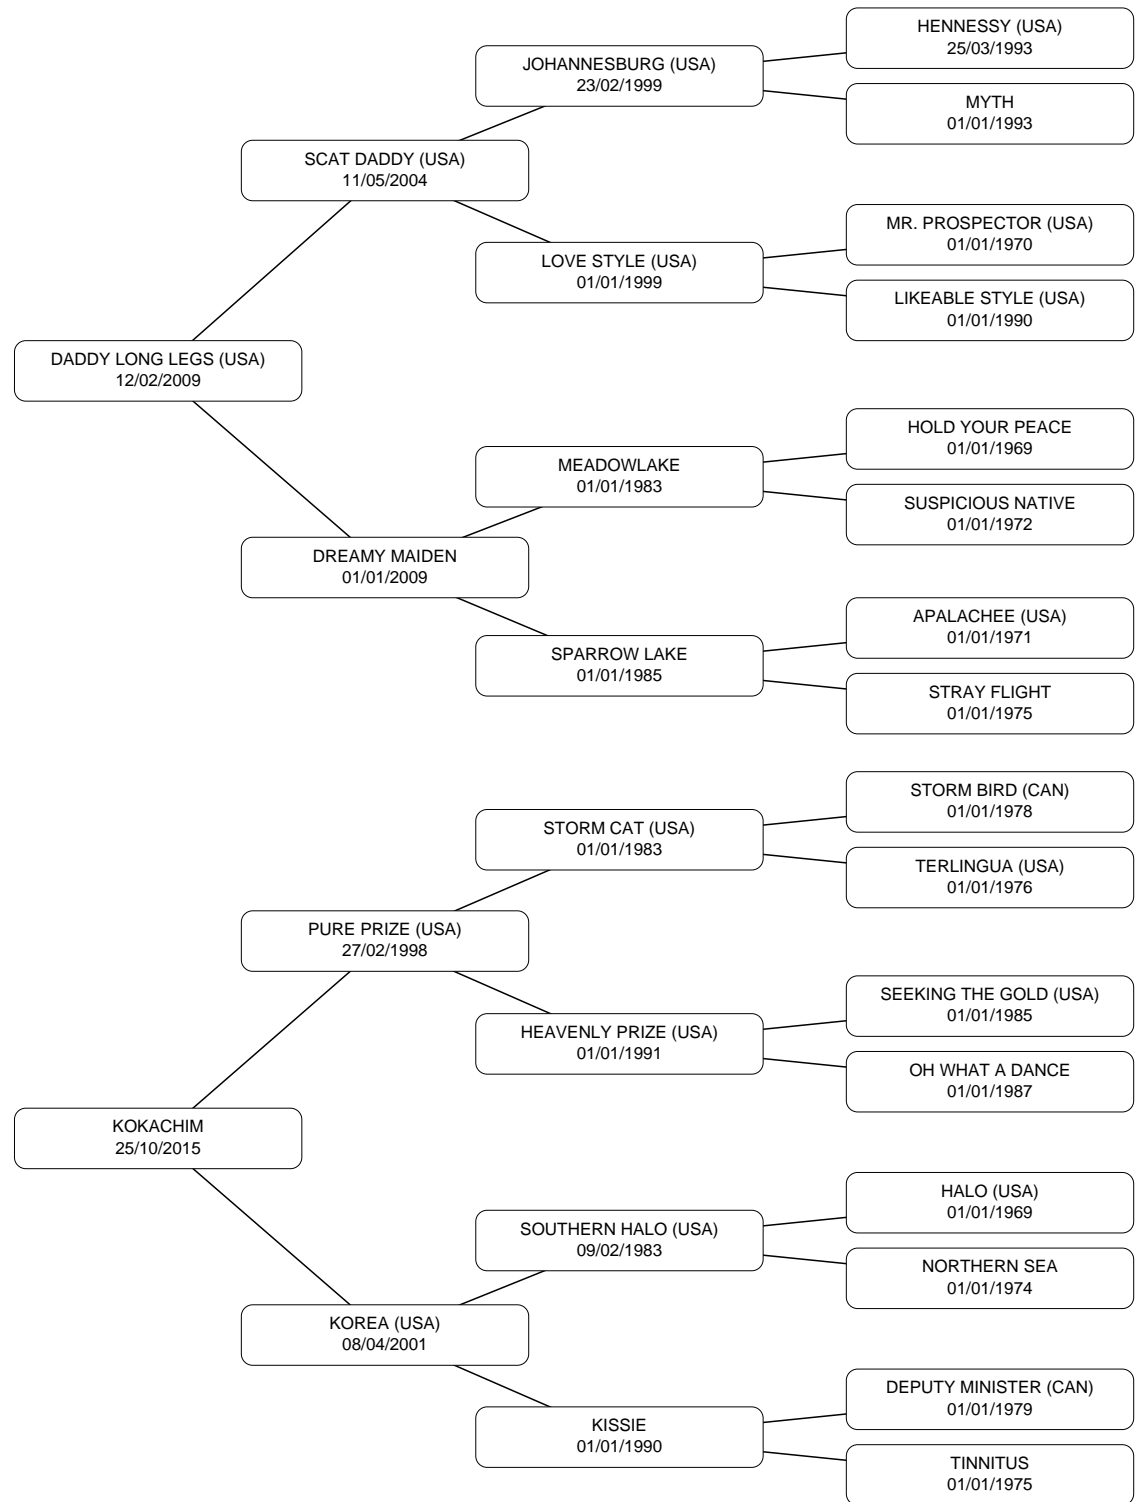 HENNESSY (USA)
25/03/1993
JOHANNESBURG (USA)
23/02/1999
MYTH
01/01/1993
SCAT DADDY (USA)
11/05/2004
MR. PROSPECTOR (USA)
01/01/1970
LOVE STYLE (USA)
01/01/1999
LIKEABLE STYLE (USA)
01/01/1990
DADDY LONG LEGS (USA)
12/02/2009
HOLD YOUR PEACE
01/01/1969
MEADOWLAKE
01/01/1983
SUSPICIOUS NATIVE
01/01/1972
DREAMY MAIDEN
01/01/2009
APALACHEE (USA)
01/01/1971
SPARROW LAKE
01/01/1985
STRAY FLIGHT
01/01/1975
STORM BIRD (CAN)
01/01/1978
STORM CAT (USA)
01/01/1983
TERLINGUA (USA)
01/01/1976
PURE PRIZE (USA)
27/02/1998
SEEKING THE GOLD (USA)
01/01/1985
HEAVENLY PRIZE (USA)
01/01/1991
OH WHAT A DANCE
01/01/1987
KOKACHIM
25/10/2015
HALO (USA)
01/01/1969
SOUTHERN HALO (USA)
09/02/1983
NORTHERN SEA
01/01/1974
KOREA (USA)
08/04/2001
DEPUTY MINISTER (CAN)
01/01/1979
KISSIE
01/01/1990
TINNITUS
01/01/1975